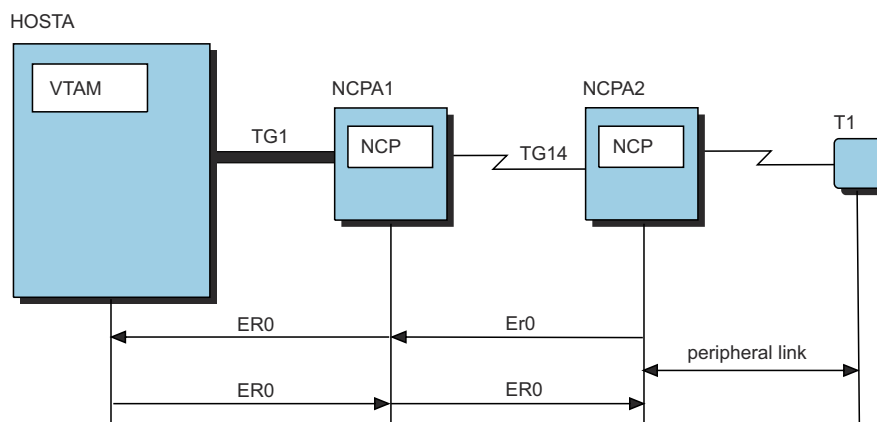 HOSTA
VTAM
NCPA1
NCP
NCPA2
NCP
T1
TG1
TG14
ER0
Er0
peripheral link
ER0
ER0